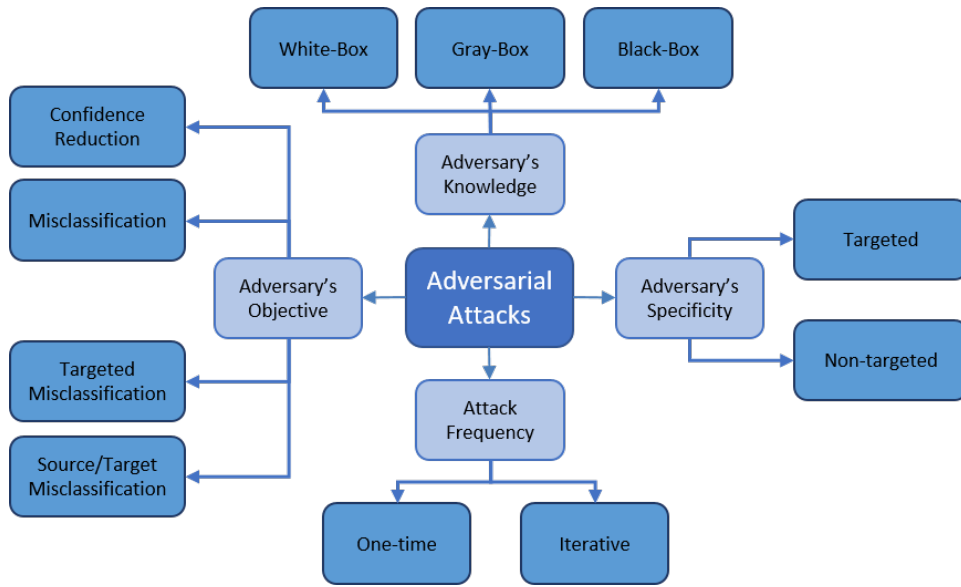 White-Box
Gray-Box
Black-Box
Confidence
Reduction
Adversary's
Knowledge
Misclassification
Targeted
Adversary's
Objective
Adversarial
Attacks
Adversary's
Specificity
Targeted
Misclassification
Non-targeted
Attack
Frequency
Source/Target
Misclassification
One-time
Iterative